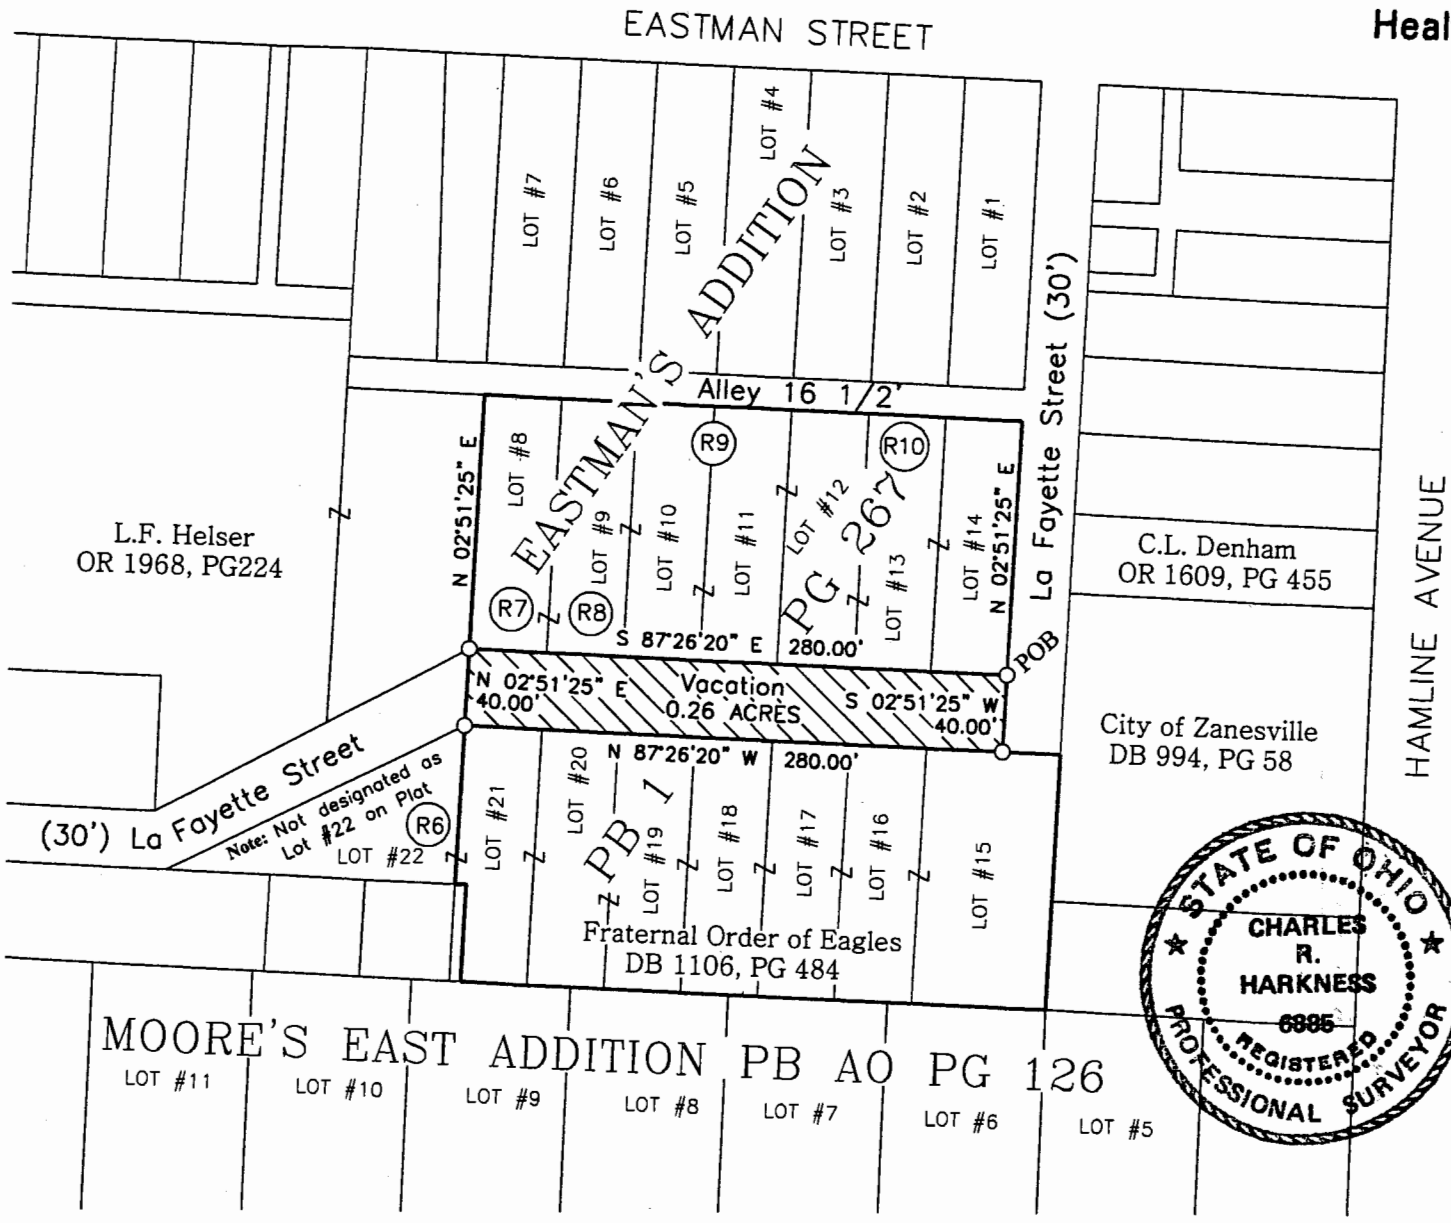 EASTMAN STREET
Heal
LOT #7
LOT #6
LOT #5
LOT #4
LOT #3
LOT #2
LOT #1
EASTMAN'S ADDITION
PB 1 PG 267
Alley 16 1/2'
La Fayette Street (30')
HAMLINE AVENUE
N 02°51'25" E
LOT #8
LOT #9
LOT #10
LOT #11
LOT #12
LOT #13
LOT #14
N 02°51'25" E
R9
R10
R7
R8
L.F. Helser
OR 1968, PG224
C.L. Denham
OR 1609, PG 455
S 87°26'20" E 280.00'
POB
N 02°51'25" E
40.00'
Vacation
0.26 ACRES
S 02°51'25" W
40.00'
N 87°26'20" W 280.00'
City of Zanesville
DB 994, PG 58
(30') La Fayette Street
Note: Not designated as
Lot #22 on Plat
R6
LOT #22
LOT #21
LOT #20
LOT #19
LOT #18
LOT #17
LOT #16
LOT #15
Fraternal Order of Eagles
DB 1106, PG 484
STATE OF OHIO
CHARLES
R.
HARKNESS
6885
REGISTERED
PROFESSIONAL SURVEYOR
MOORE'S EAST ADDITION PB AO PG 126
LOT #11
LOT #10
LOT #9
LOT #8
LOT #7
LOT #6
LOT #5